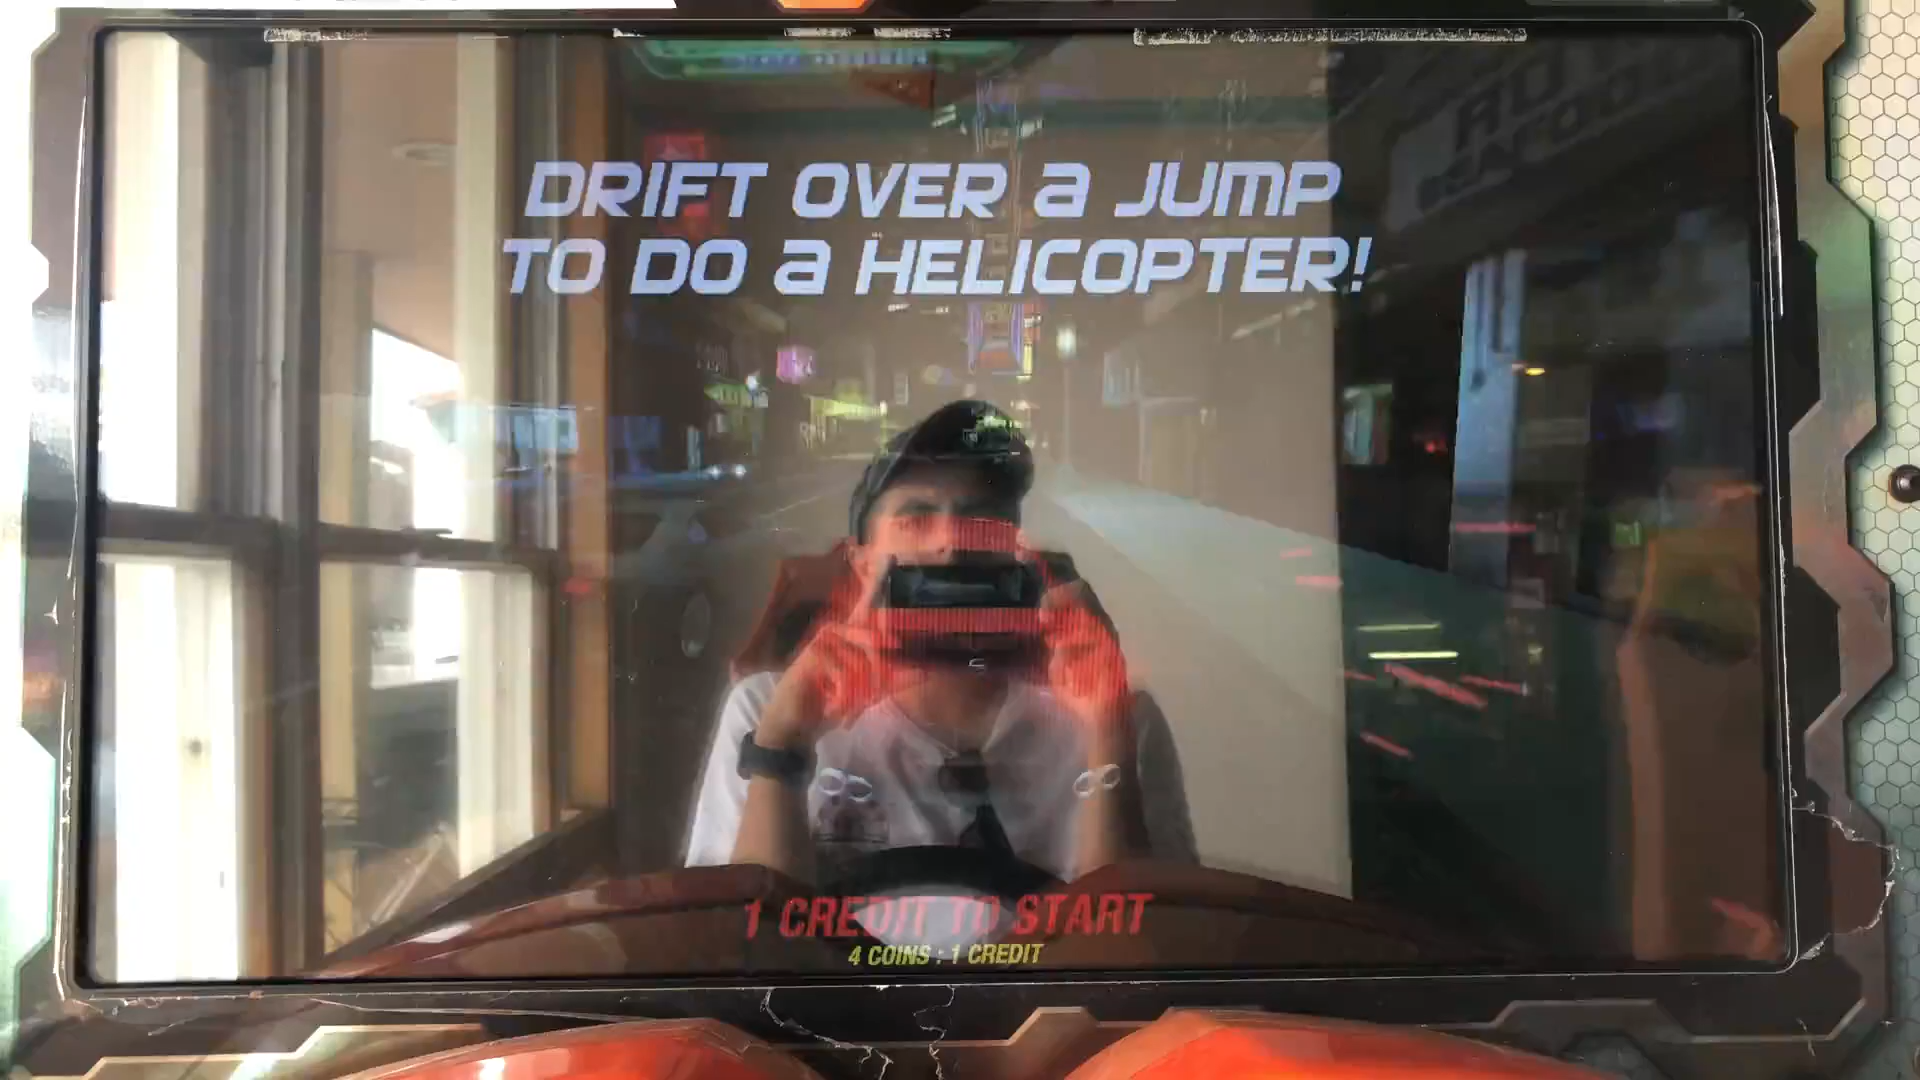 DRIFT OVER a JUMP
TO DO a HELICOPTER!
1 CREDIT TO START
4 COINS : 1 CREDIT